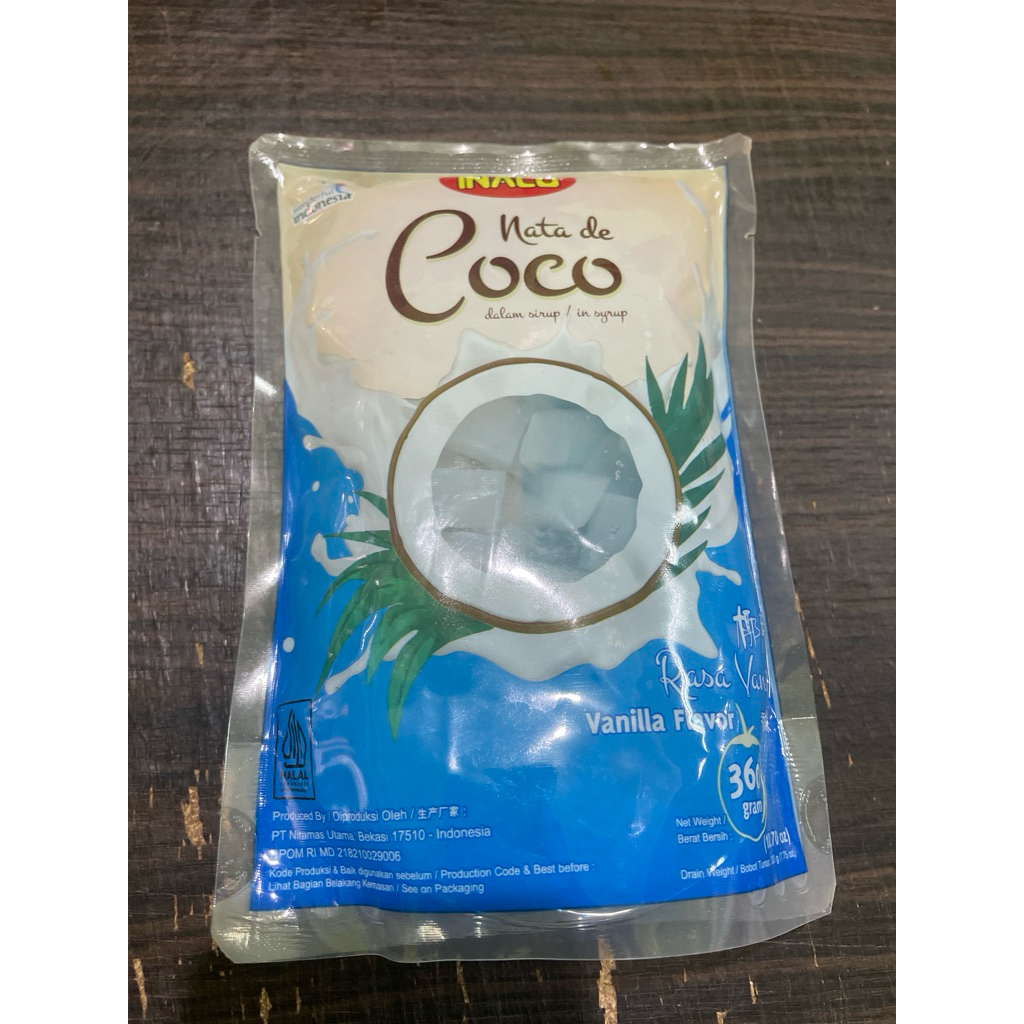 INACO
indonesia
Nata de
Coco
dalam sirup / in syrup
Rasa
Vanilla Flavor
gram
HALAL
Produced By / Diproduksi Oleh / 生产厂家 :
PT Niramas Utama, Bekasi 17510 - Indonesia
BPOM RI MD 218210029006
Kode Produksi & Baik digunakan sebelum / Production Code & Best before :
Lihat Bagian Belakang Kemasan / See on Packaging
Net Weight /
Berat Bersih :
Drain Weight / Bobot Tuntas